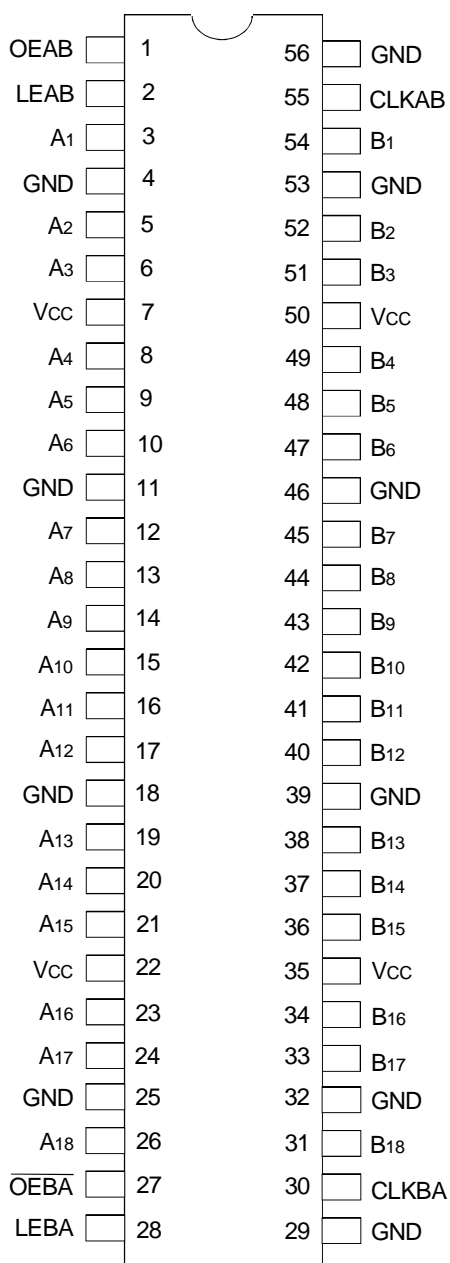 OEAB 1 56 GND
LEAB 2 55 CLKAB
A1 3 54 B1
GND 4 53 GND
A2 5 52 B2
A3 6 51 B3
VCC 7 50 VCC
A4 8 49 B4
A5 9 48 B5
A6 10 47 B6
GND 11 46 GND
A7 12 45 B7
A8 13 44 B8
A9 14 43 B9
A10 15 42 B10
A11 16 41 B11
A12 17 40 B12
GND 18 39 GND
A13 19 38 B13
A14 20 37 B14
A15 21 36 B15
VCC 22 35 VCC
A16 23 34 B16
A17 24 33 B17
GND 25 32 GND
A18 26 31 B18
O̅E̅B̅A̅ 27 30 CLKBA
LEBA 28 29 GND